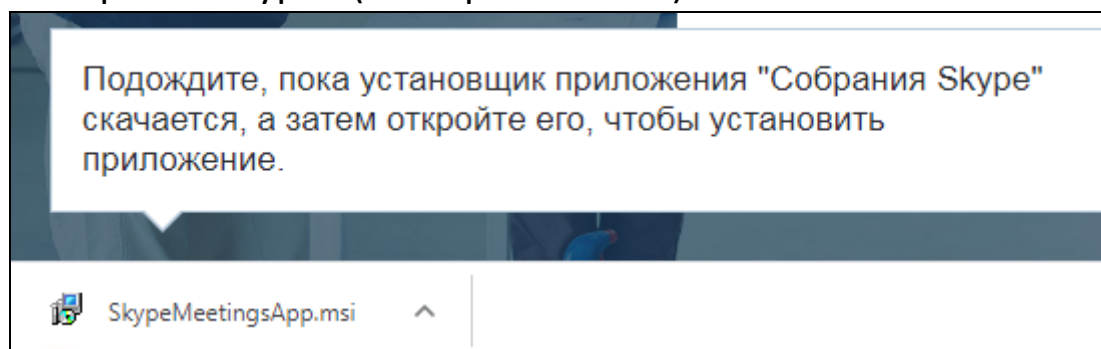 Подождите, пока установщик приложения "Собрания Skype"
скачается, а затем откройте его, чтобы установить
приложение.
SkypeMeetingsApp.msi